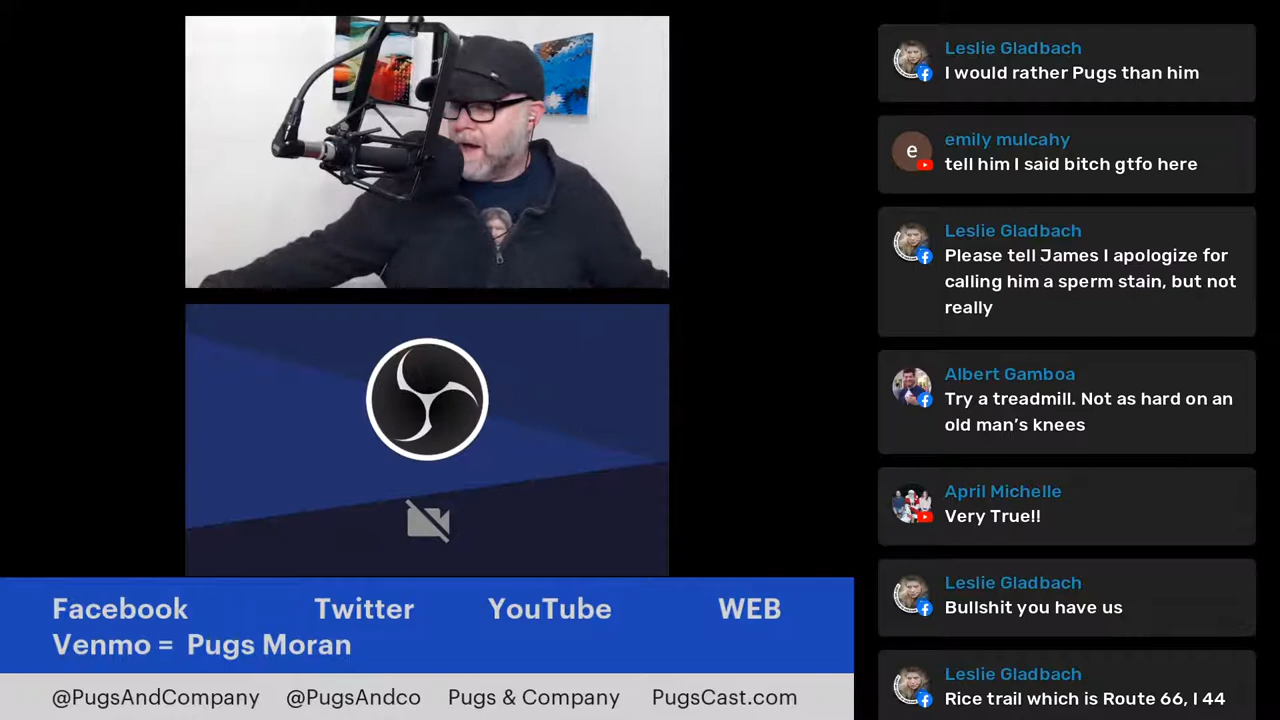 Leslie Gladbach
I would rather Pugs than him
e
emily mulcahy
tell him I said bitch gtfo here
Leslie Gladbach
Please tell James I apologize for
calling him a sperm stain, but not
really
Albert Gamboa
Try a treadmill. Not as hard on an
old man’s knees
April Michelle
Very True!!
Leslie Gladbach
Bullshit you have us
Leslie Gladbach
Rice trail which is Route 66, I 44
Facebook Twitter YouTube WEB
Venmo = Pugs Moran
@PugsAndCompany @PugsAndco Pugs & Company PugsCast.com